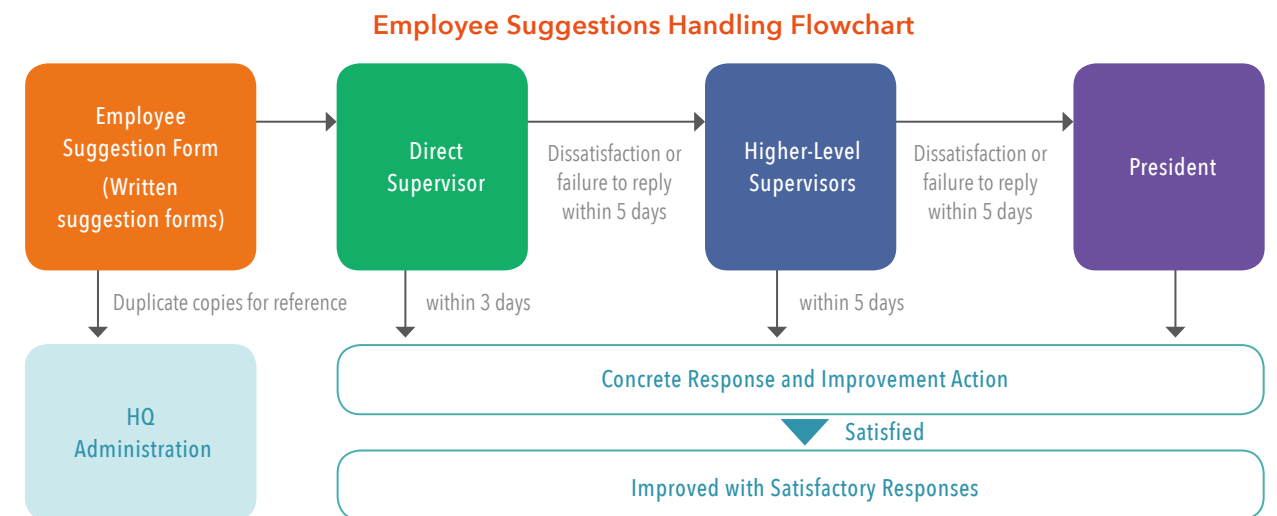 Employee Suggestions Handling Flowchart
Employee
Suggestion Form
(Written
suggestion forms)
Direct
Supervisor
Dissatisfaction or
failure to reply
within 5 days
Higher-Level
Supervisors
Dissatisfaction or
failure to reply
within 5 days
President
Duplicate copies for reference
within 3 days
within 5 days
HQ
Administration
Concrete Response and Improvement Action
Satisfied
Improved with Satisfactory Responses